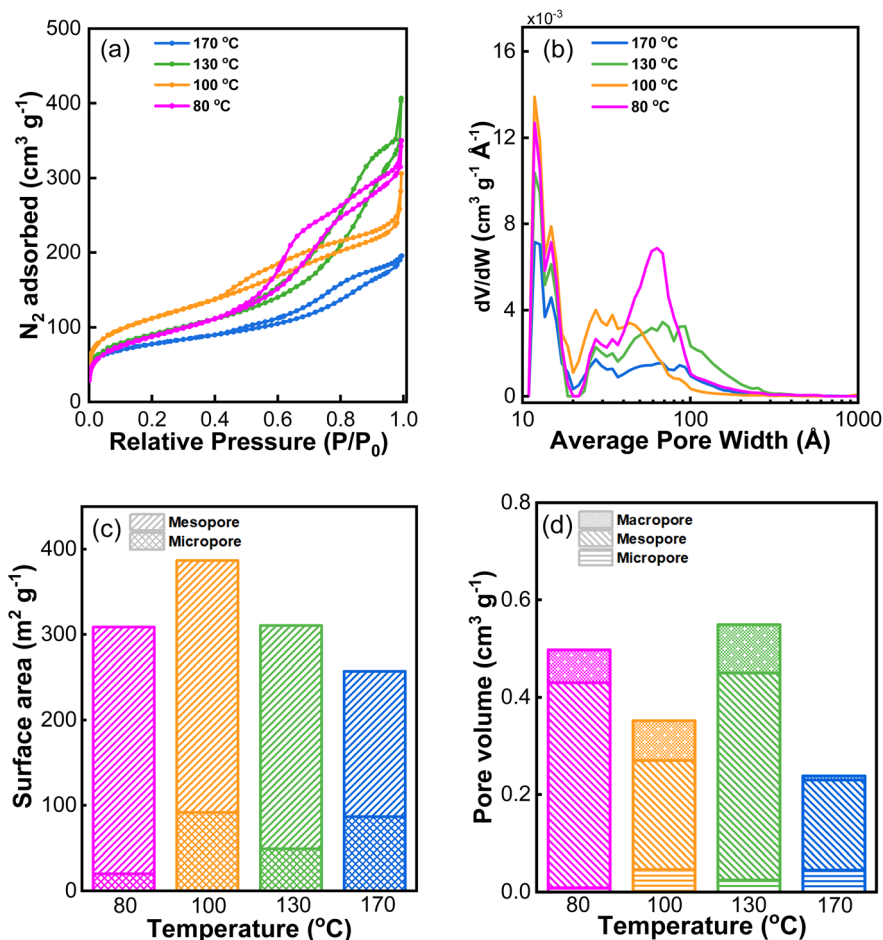 (a)
170 °C
130 °C
100 °C
80 °C
N₂ adsorbed (cm³ g⁻¹)
500
400
300
200
100
0
0.0 0.2 0.4 0.6 0.8 1.0
Relative Pressure (P/P₀)
×10⁻³
(b)
170 °C
130 °C
100 °C
80 °C
dV/dW (cm³ g⁻¹ Å⁻¹)
16
12
8
4
0
10 100 1000
Average Pore Width (Å)
(c)
Mesopore
Micropore
Surface area (m² g⁻¹)
400
300
200
100
0
80 100 130 170
Temperature (°C)
(d)
Macropore
Mesopore
Micropore
Pore volume (cm³ g⁻¹)
0.8
0.6
0.4
0.2
0.0
80 100 130 170
Temperature (°C)